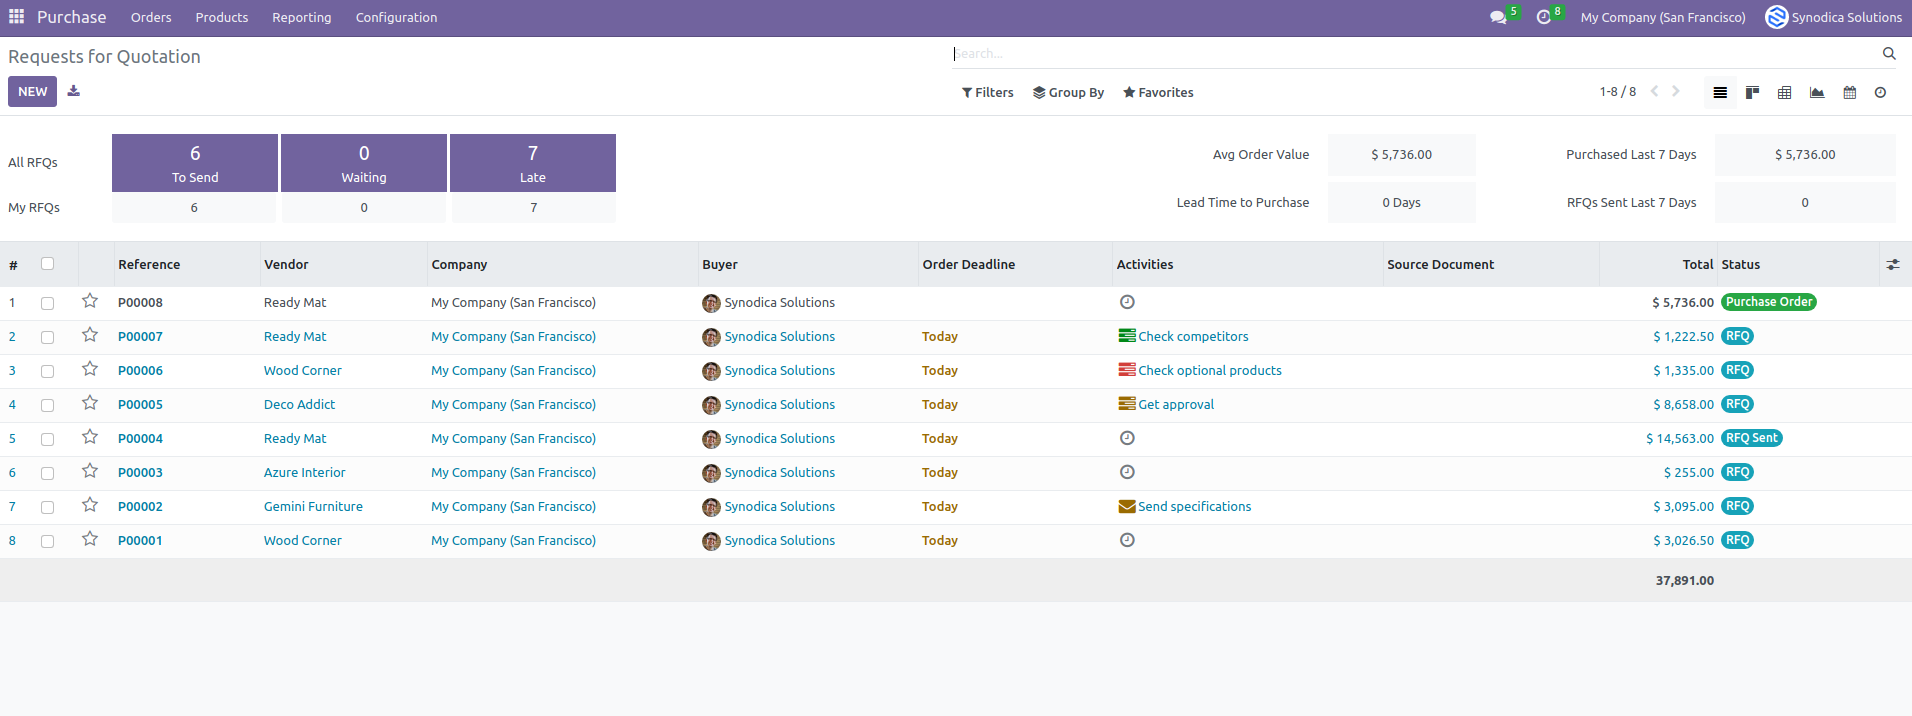 Purchase Orders Products Reporting Configuration 5 8 My Company (San Francisco) Synodica Solutions
Requests for Quotation Search...
NEW Filters Group By Favorites 1-8 / 8
All RFQs 6 To Send 0 Waiting 7 Late Avg Order Value $ 5,736.00 Purchased Last 7 Days $ 5,736.00
My RFQs 6 0 7 Lead Time to Purchase 0 Days RFQs Sent Last 7 Days 0
# Reference Vendor Company Buyer Order Deadline Activities Source Document Total Status
1 P00008 Ready Mat My Company (San Francisco) Synodica Solutions $ 5,736.00 Purchase Order
2 P00007 Ready Mat My Company (San Francisco) Synodica Solutions Today Check competitors $ 1,222.50 RFQ
3 P00006 Wood Corner My Company (San Francisco) Synodica Solutions Today Check optional products $ 1,335.00 RFQ
4 P00005 Deco Addict My Company (San Francisco) Synodica Solutions Today Get approval $ 8,658.00 RFQ
5 P00004 Ready Mat My Company (San Francisco) Synodica Solutions Today $ 14,563.00 RFQ Sent
6 P00003 Azure Interior My Company (San Francisco) Synodica Solutions Today $ 255.00 RFQ
7 P00002 Gemini Furniture My Company (San Francisco) Synodica Solutions Today Send specifications $ 3,095.00 RFQ
8 P00001 Wood Corner My Company (San Francisco) Synodica Solutions Today $ 3,026.50 RFQ
37,891.00